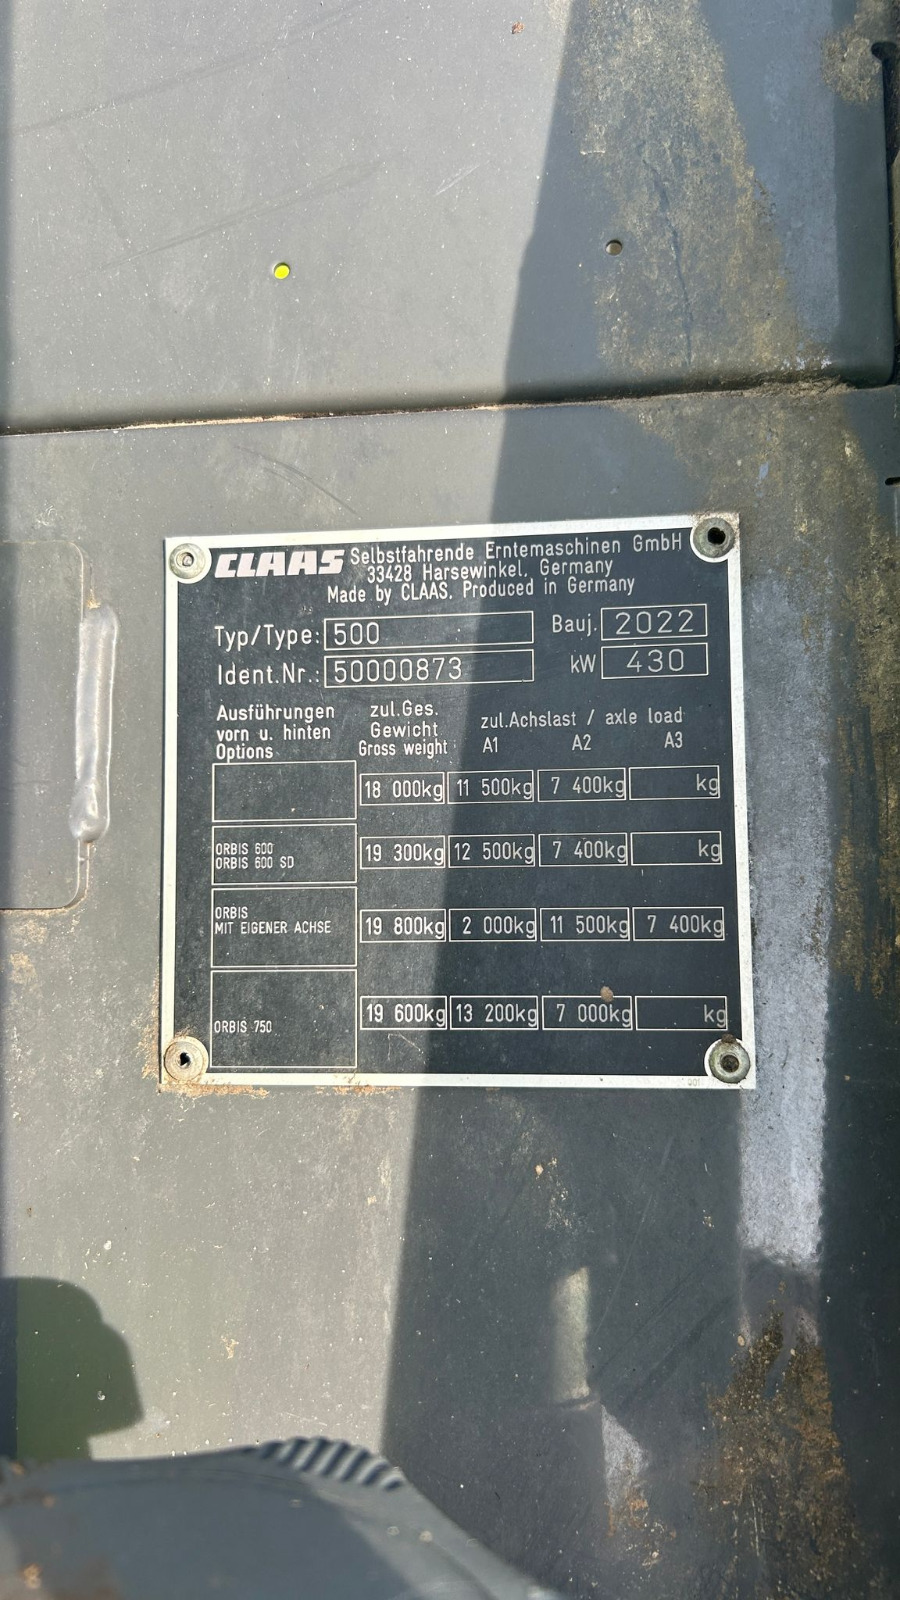 CLAAS Selbstfahrende Erntemaschinen GmbH
33428 Harsewinkel, Germany
Made by CLAAS. Produced in Germany
Typ/Type: 500 Bauj. 2022
Ident.Nr.: 50000873 kW 430
Ausführungen vorn u. hinten Options
zul.Ges. Gewicht Gross weight
zul.Achslast / axle load
A1 A2 A3
18 000kg 11 500kg 7 400kg kg
ORBIS 600
ORBIS 600 SD
19 300kg 12 500kg 7 400kg kg
ORBIS
MIT EIGENER ACHSE
19 800kg 2 000kg 11 500kg 7 400kg
ORBIS 750
19 600kg 13 200kg 7 000kg kg